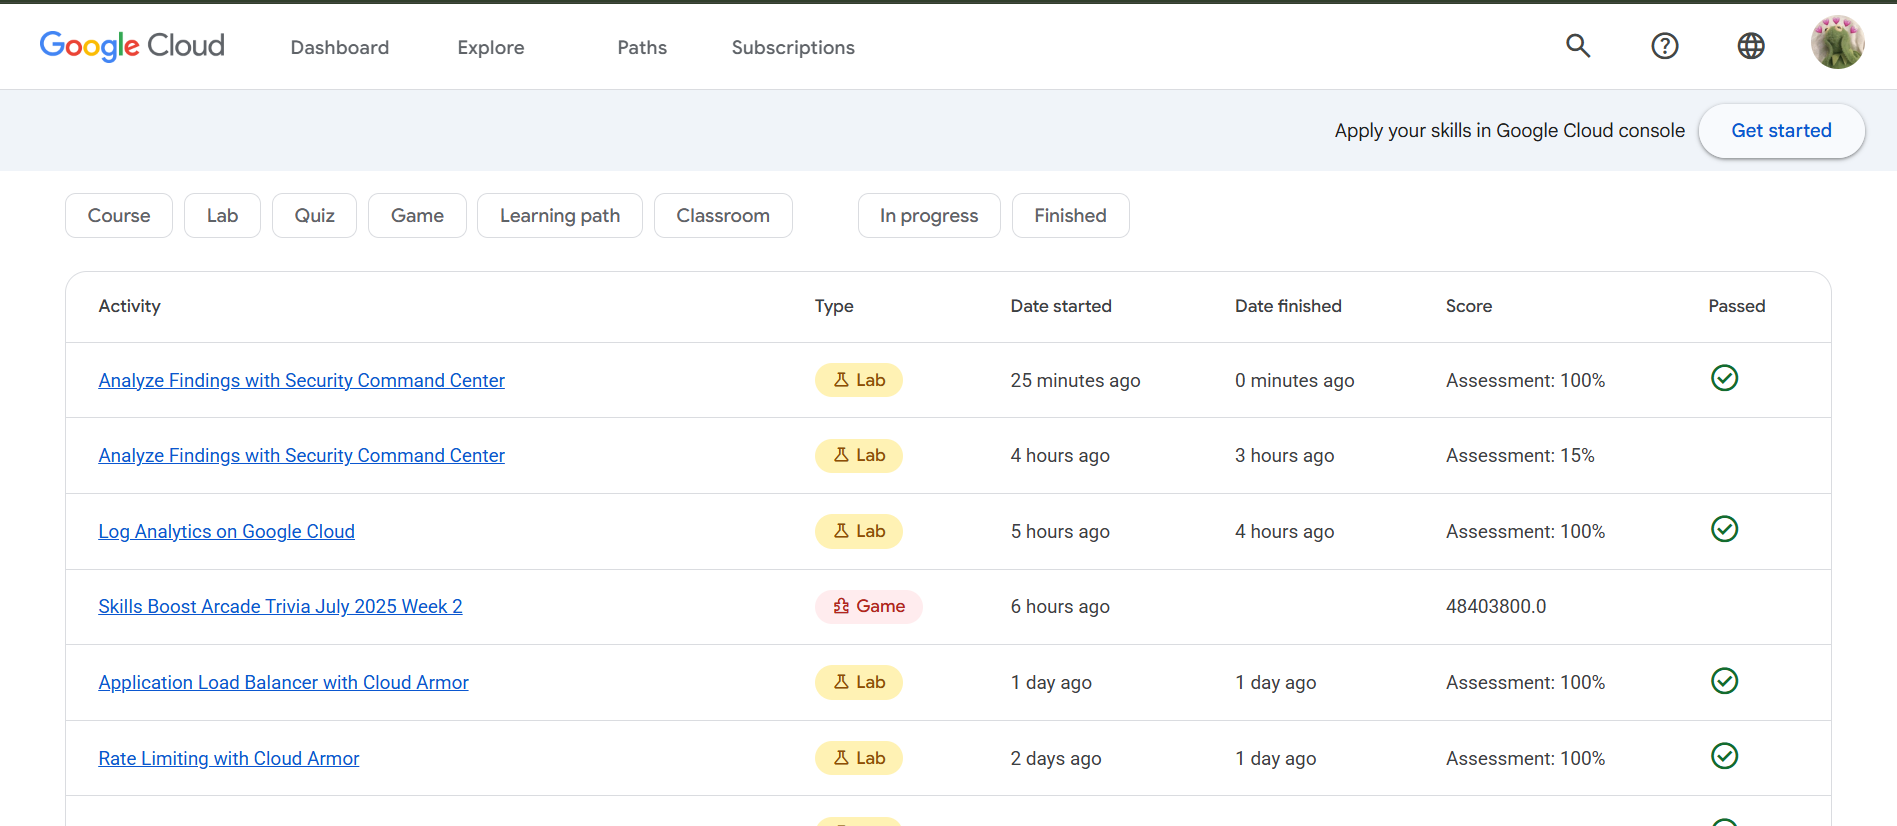 Google Cloud Dashboard Explore Paths Subscriptions
Apply your skills in Google Cloud console Get started
Course Lab Quiz Game Learning path Classroom In progress Finished
Activity Type Date started Date finished Score Passed
Analyze Findings with Security Command Center Lab 25 minutes ago 0 minutes ago Assessment: 100%
Analyze Findings with Security Command Center Lab 4 hours ago 3 hours ago Assessment: 15%
Log Analytics on Google Cloud Lab 5 hours ago 4 hours ago Assessment: 100%
Skills Boost Arcade Trivia July 2025 Week 2 Game 6 hours ago 48403800.0
Application Load Balancer with Cloud Armor Lab 1 day ago 1 day ago Assessment: 100%
Rate Limiting with Cloud Armor Lab 2 days ago 1 day ago Assessment: 100%